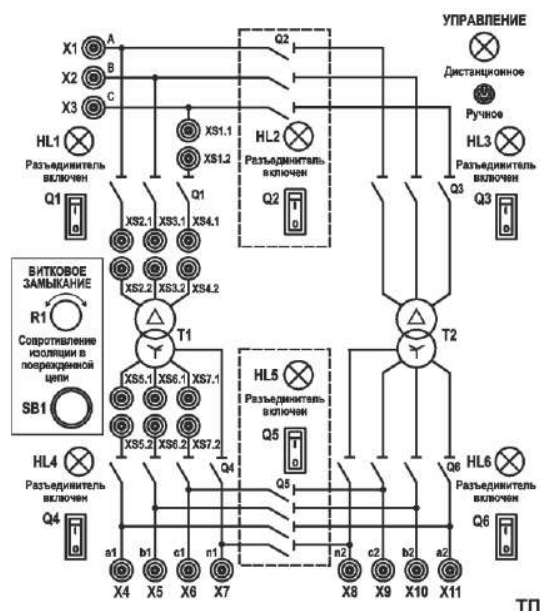 УПРАВЛЕНИЕ
Дистанционное
Ручное
X1 A
X2 B
X3 C
Q2
XS1.1
XS1.2
HL1
Разъединитель
включен
Q1
Q1
HL2
Разъединитель
включен
Q2
HL3
Разъединитель
включен
Q3
Q3
XS2.1 XS3.1 XS4.1
XS2.2 XS3.2 XS4.2
ВИТКОВОЕ
ЗАМЫКАНИЕ
R1
Сопротивление
изоляции в
поврежденной
цепи
SB1
T1
T2
XS5.1 XS6.1 XS7.1
XS5.2 XS6.2 XS7.2
HL5
Разъединитель
включен
Q5
Q5
HL4
Разъединитель
включен
Q4
Q4
HL6
Разъединитель
включен
Q6
Q6
a1 b1 c1 n1 n2 c2 b2 a2
X4 X5 X6 X7 X8 X9 X10 X11
ТП